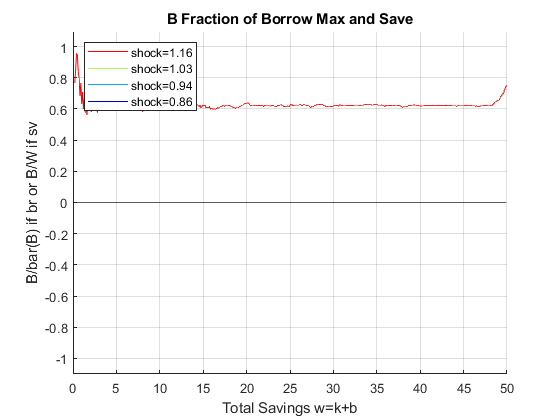 B Fraction of Borrow Max and Save
shock=1.16
shock=1.03
shock=0.94
shock=0.86
B/bar(B) if br or B/W if sv
1
0.8
0.6
0.4
0.2
0
-0.2
-0.4
-0.6
-0.8
-1
0 5 10 15 20 25 30 35 40 45 50
Total Savings w=k+b